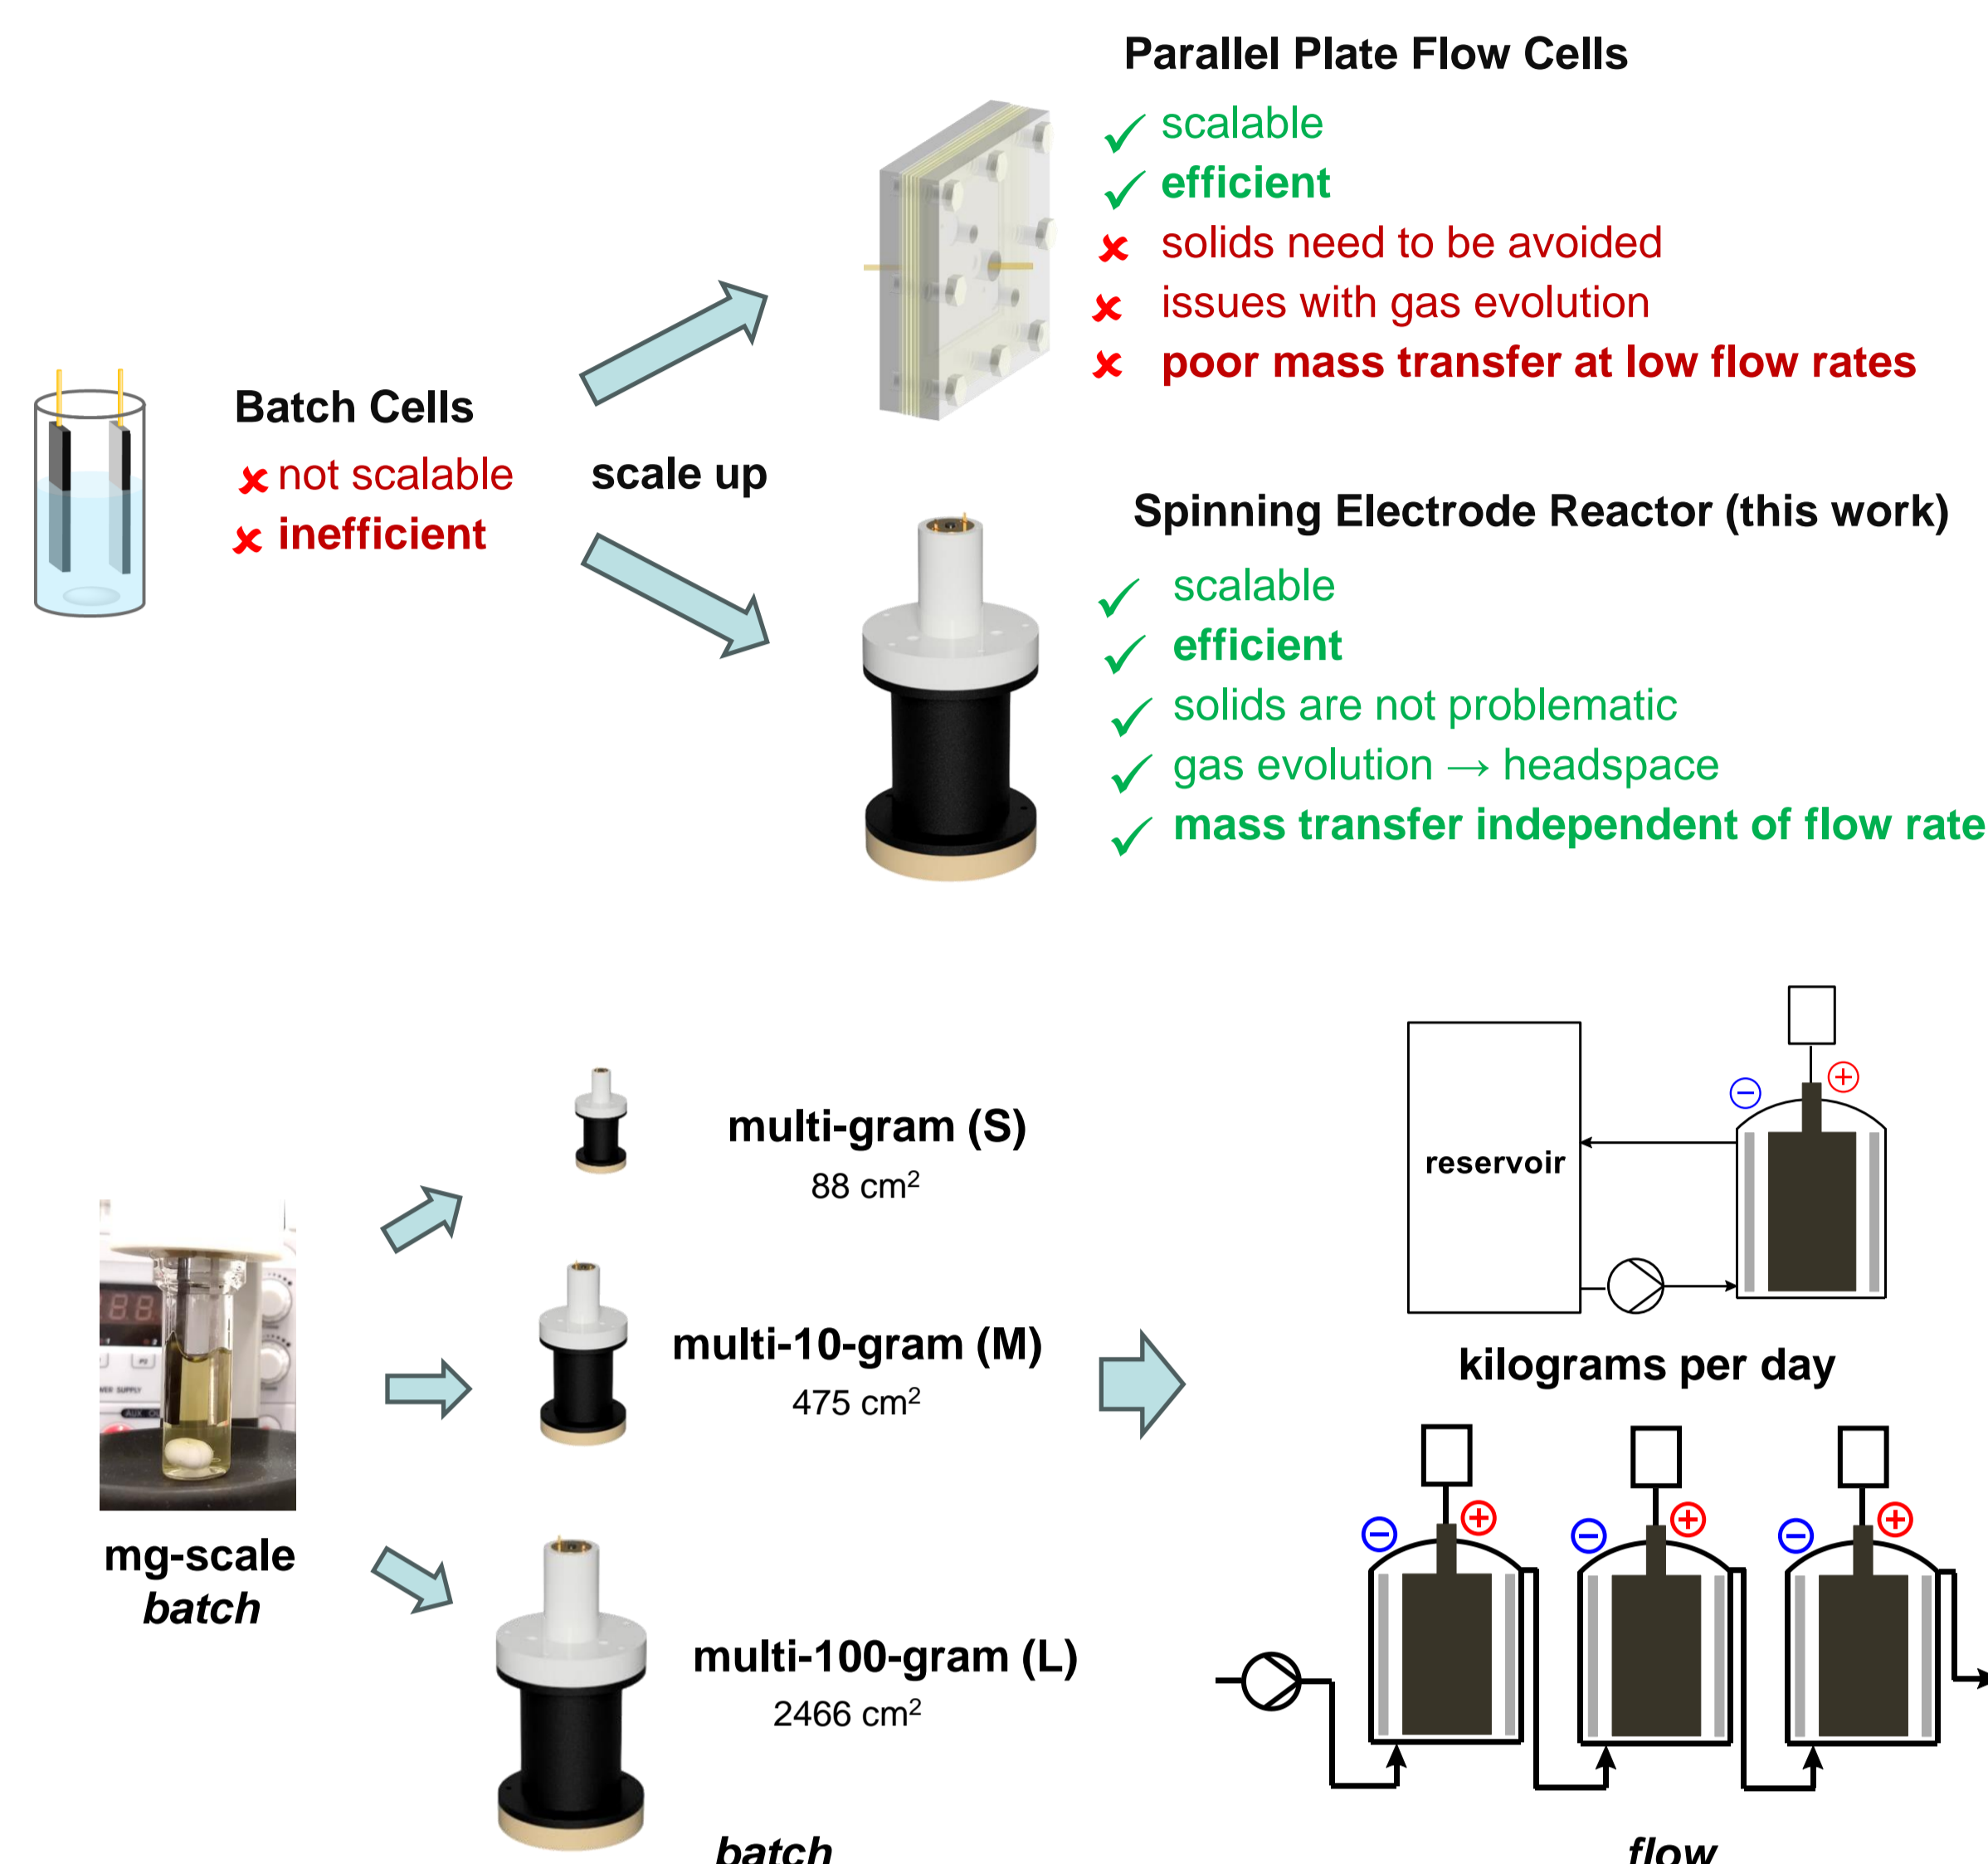 Parallel Plate Flow Cells
✓ scalable
✓ efficient
✘ solids need to be avoided
✘ issues with gas evolution
✘ poor mass transfer at low flow rates
Batch Cells
✘ not scalable
✘ inefficient
scale up
Spinning Electrode Reactor (this work)
✓ scalable
✓ efficient
✓ solids are not problematic
✓ gas evolution → headspace
✓ mass transfer independent of flow rate
multi-gram (S)
88 cm²
multi-10-gram (M)
475 cm²
multi-100-gram (L)
2466 cm²
mg-scale
batch
batch
reservoir
− +
kilograms per day
− + − + − +
flow